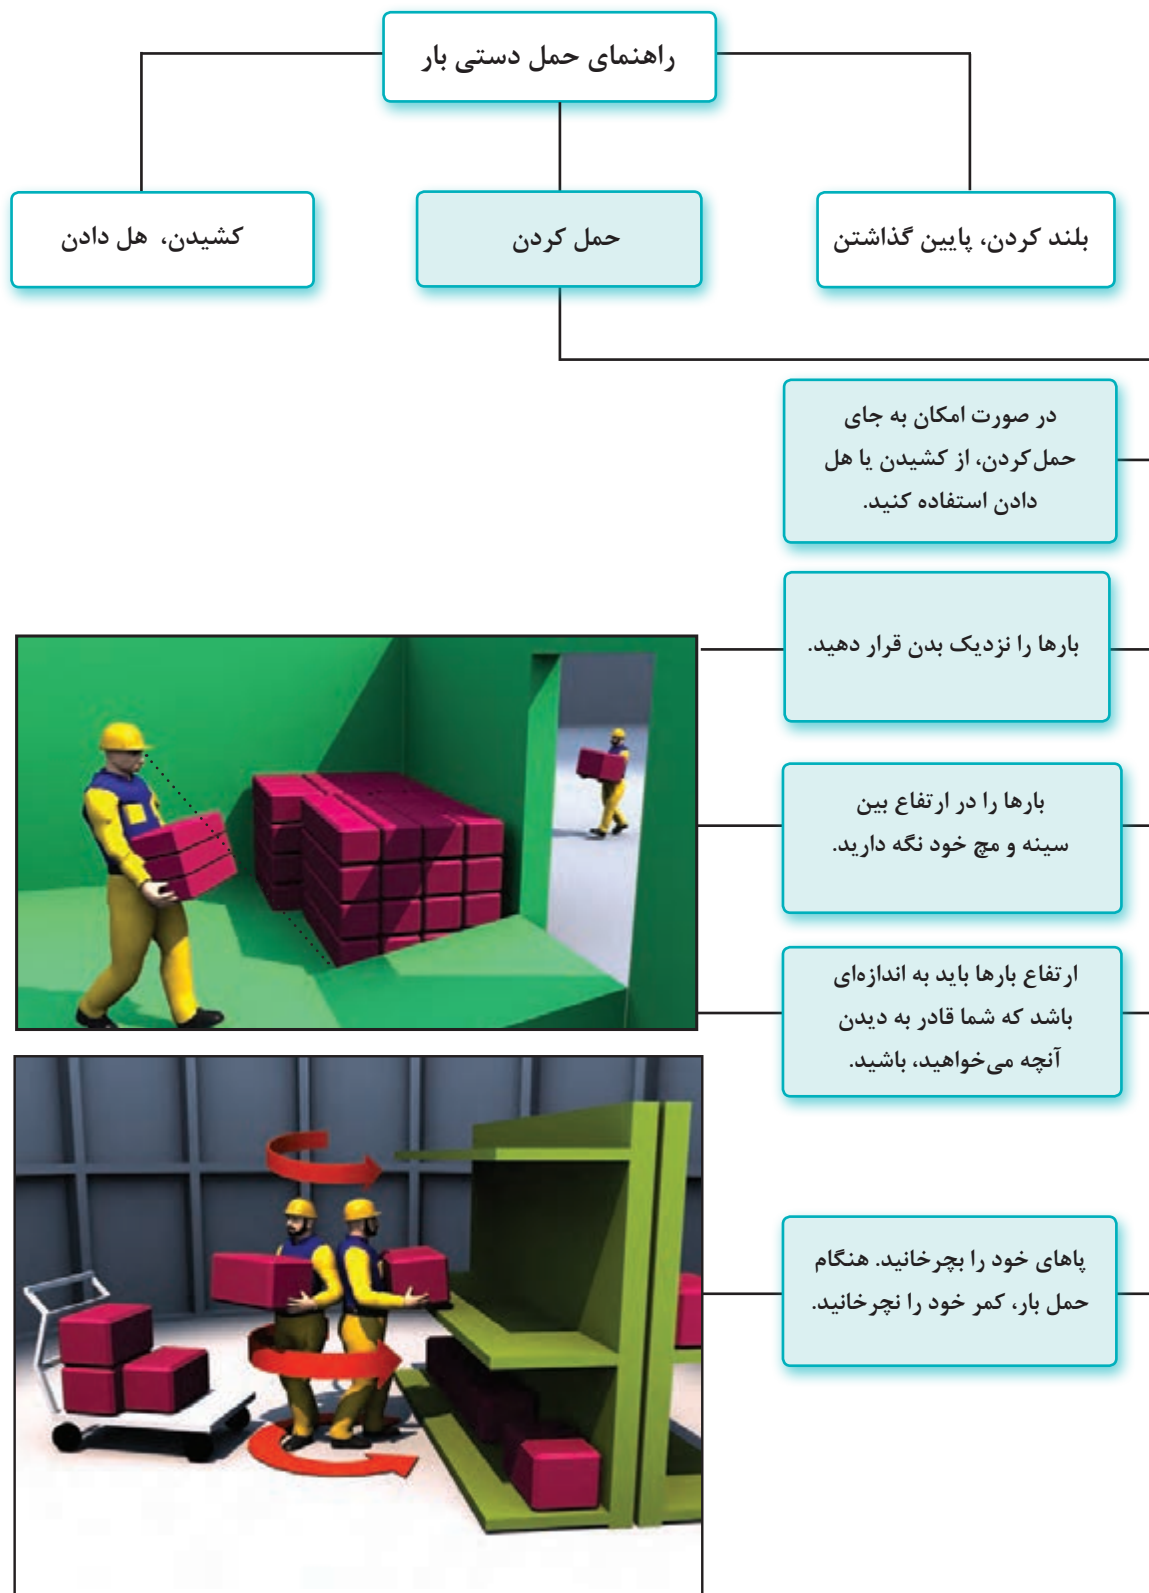 راهنمای حمل دستی بار
بلند کردن، پایین گذاشتن
حمل کردن
کشیدن، هل دادن
در صورت امکان به جای
حمل‌کردن، از کشیدن یا هل
دادن استفاده کنید.
بارها را نزدیک بدن قرار دهید.
بارها را در ارتفاع بین
سینه و مچ خود نگه دارید.
ارتفاع بارها باید به اندازه‌ای
باشد که شما قادر به دیدن
آنچه می‌خواهید، باشید.
پاهای خود را بچرخانید. هنگام
حمل بار، کمر خود را نچرخانید.